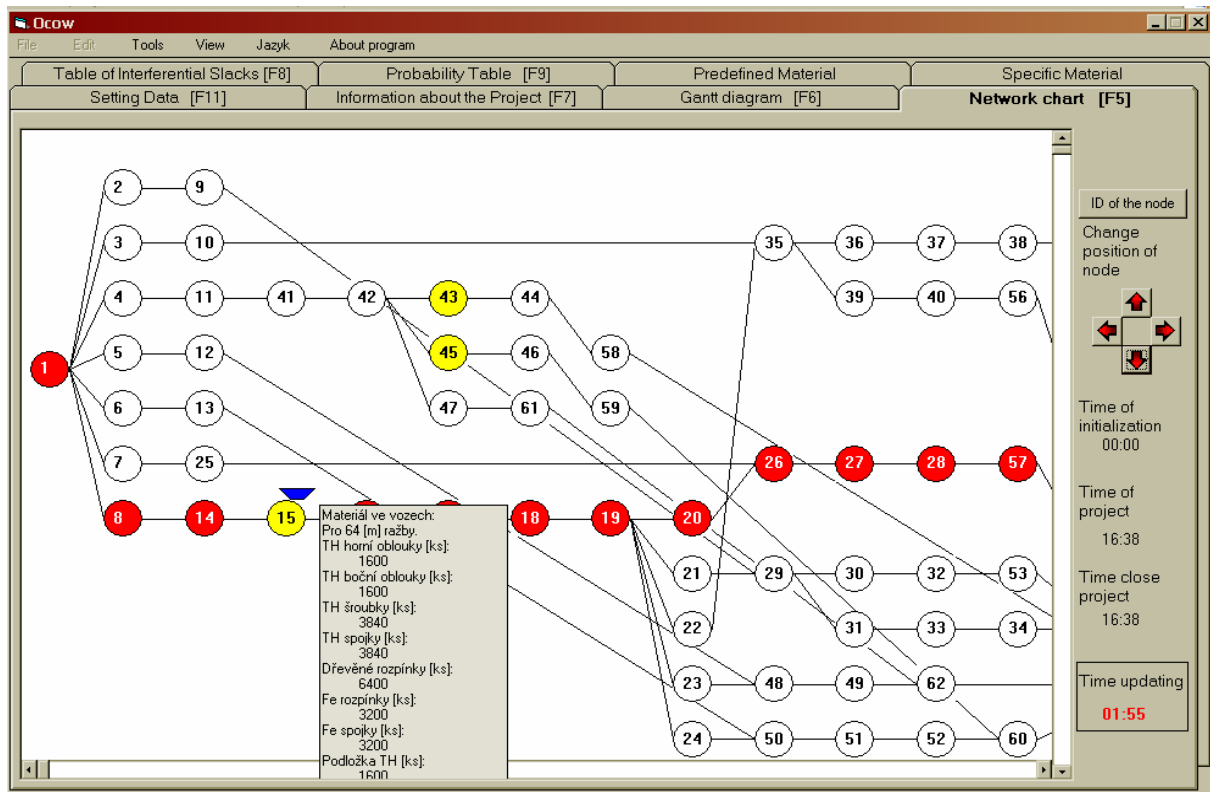 Ocow
File Edit Tools View Jazyk About program
Table of Interferential Slacks [F8] Probability Table [F9] Predefined Material Specific Material
Setting Data [F11] Information about the Project [F7] Gantt diagram [F6] Network chart [F5]
2 9
3 10 35 36 37 38
4 11 41 42 43 44 39 40 56
5 12 45 46 58
1
6 13 47 61 59
7 25 26 27 28 57
8 14 15 18 19 20
21 29 30 32 53
22 31 33 34
23 48 49 62
24 50 51 52 60
Materiál ve vozech:
Pro 64 [m] ražby.
TH horní oblouky [ks]:
1600
TH boční oblouky [ks]:
1600
TH šroubky [ks]:
3840
TH spojky [ks]:
3840
Dřevěné rozpínky [ks]:
6400
Fe rozpínky [ks]:
3200
Fe spojky [ks]:
3200
Podložka TH [ks]:
1600
ID of the node
Change
position of
node
Time of
initialization
00:00
Time of
project
16:38
Time close
project
16:38
Time updating
01:55